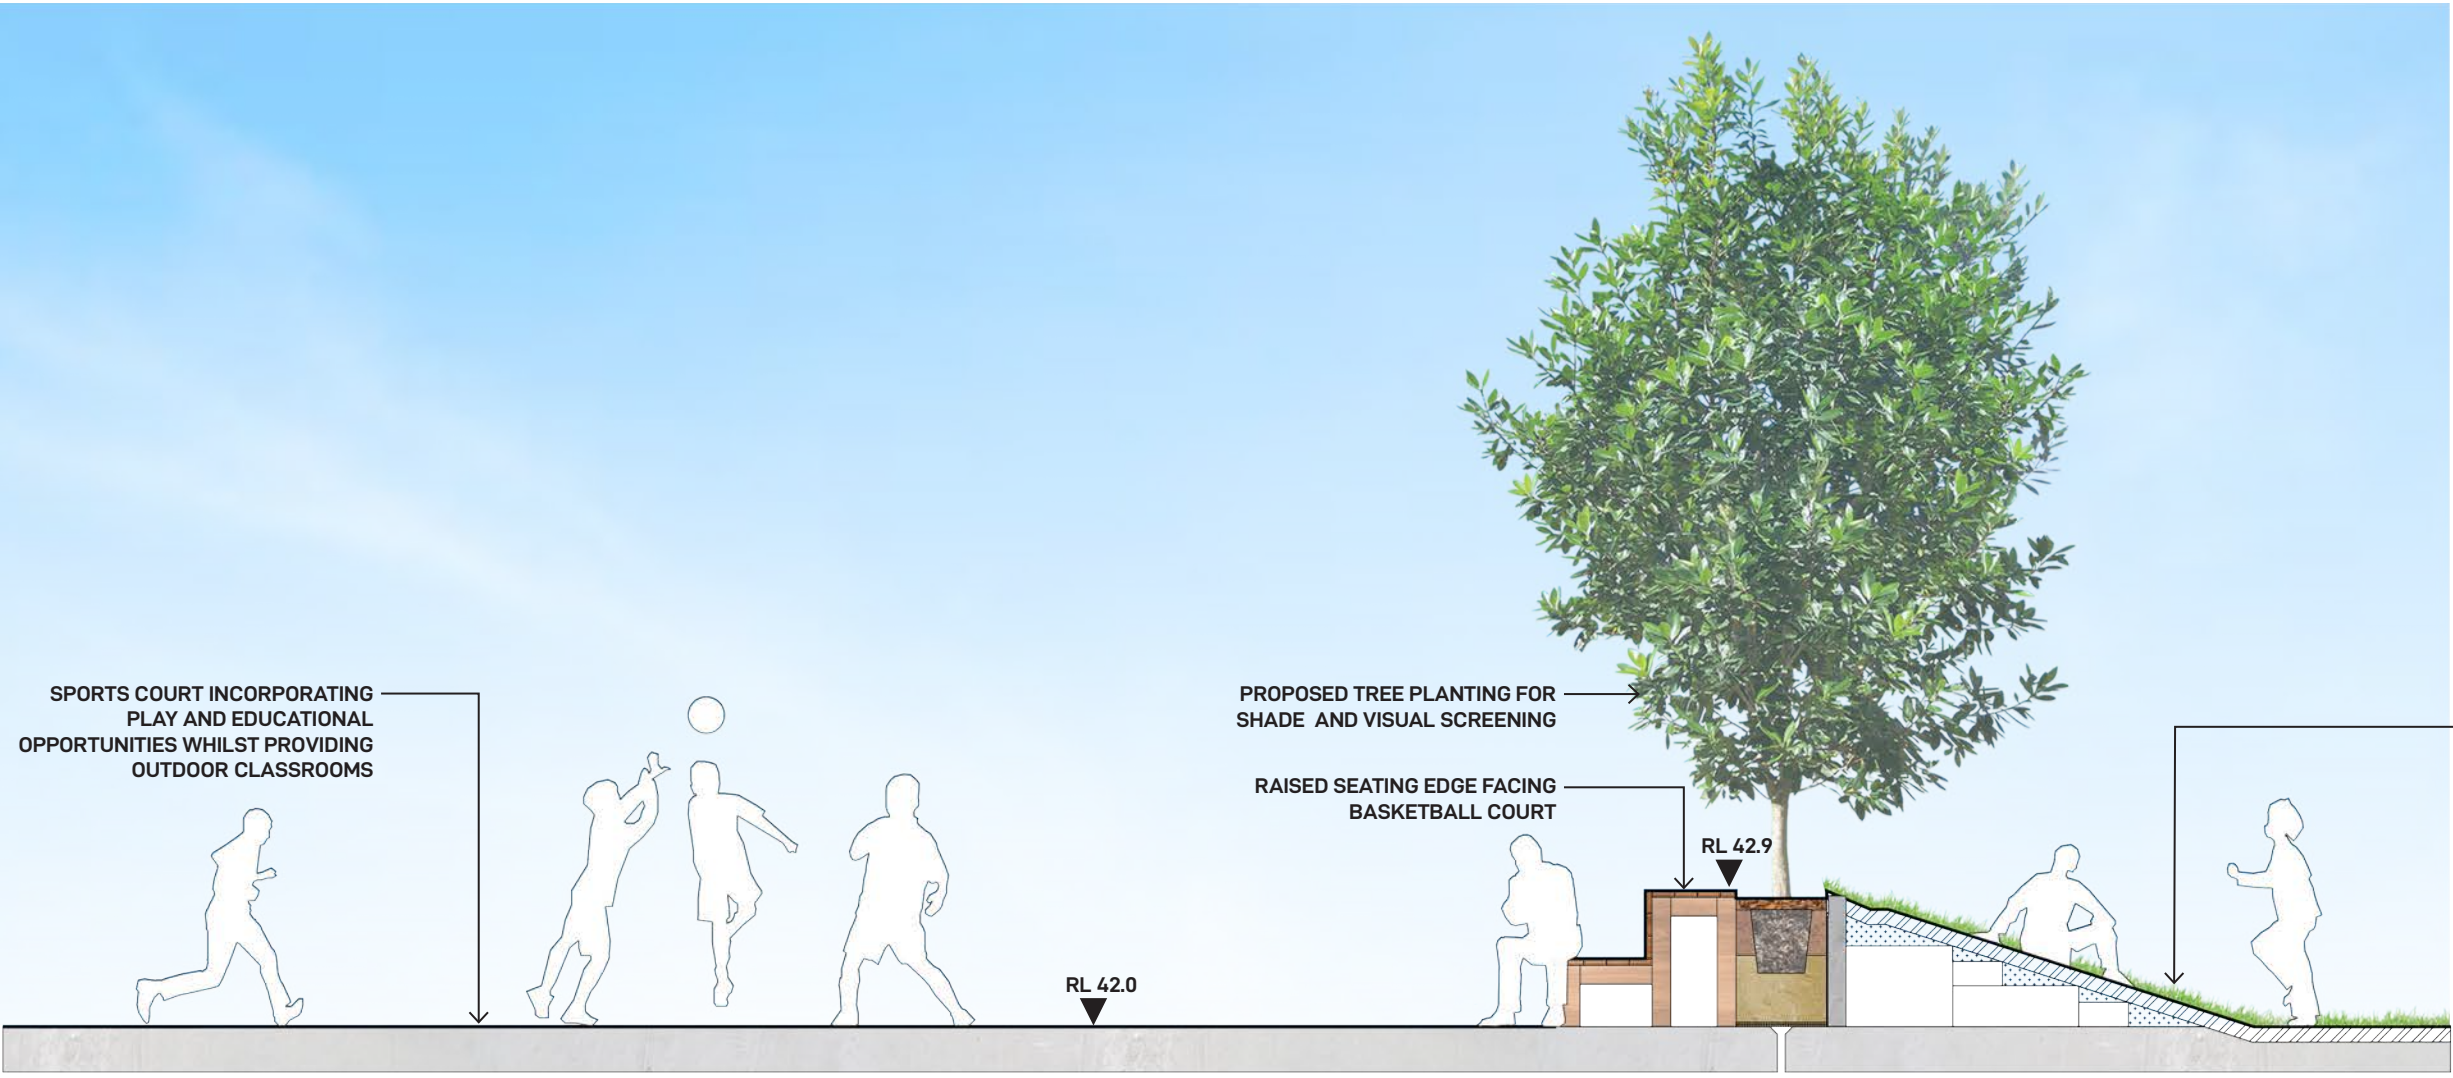 SPORTS COURT INCORPORATING
PLAY AND EDUCATIONAL
OPPORTUNITIES WHILST PROVIDING
OUTDOOR CLASSROOMS
RL 42.0
PROPOSED TREE PLANTING FOR
SHADE AND VISUAL SCREENING
RAISED SEATING EDGE FACING
BASKETBALL COURT
RL 42.9